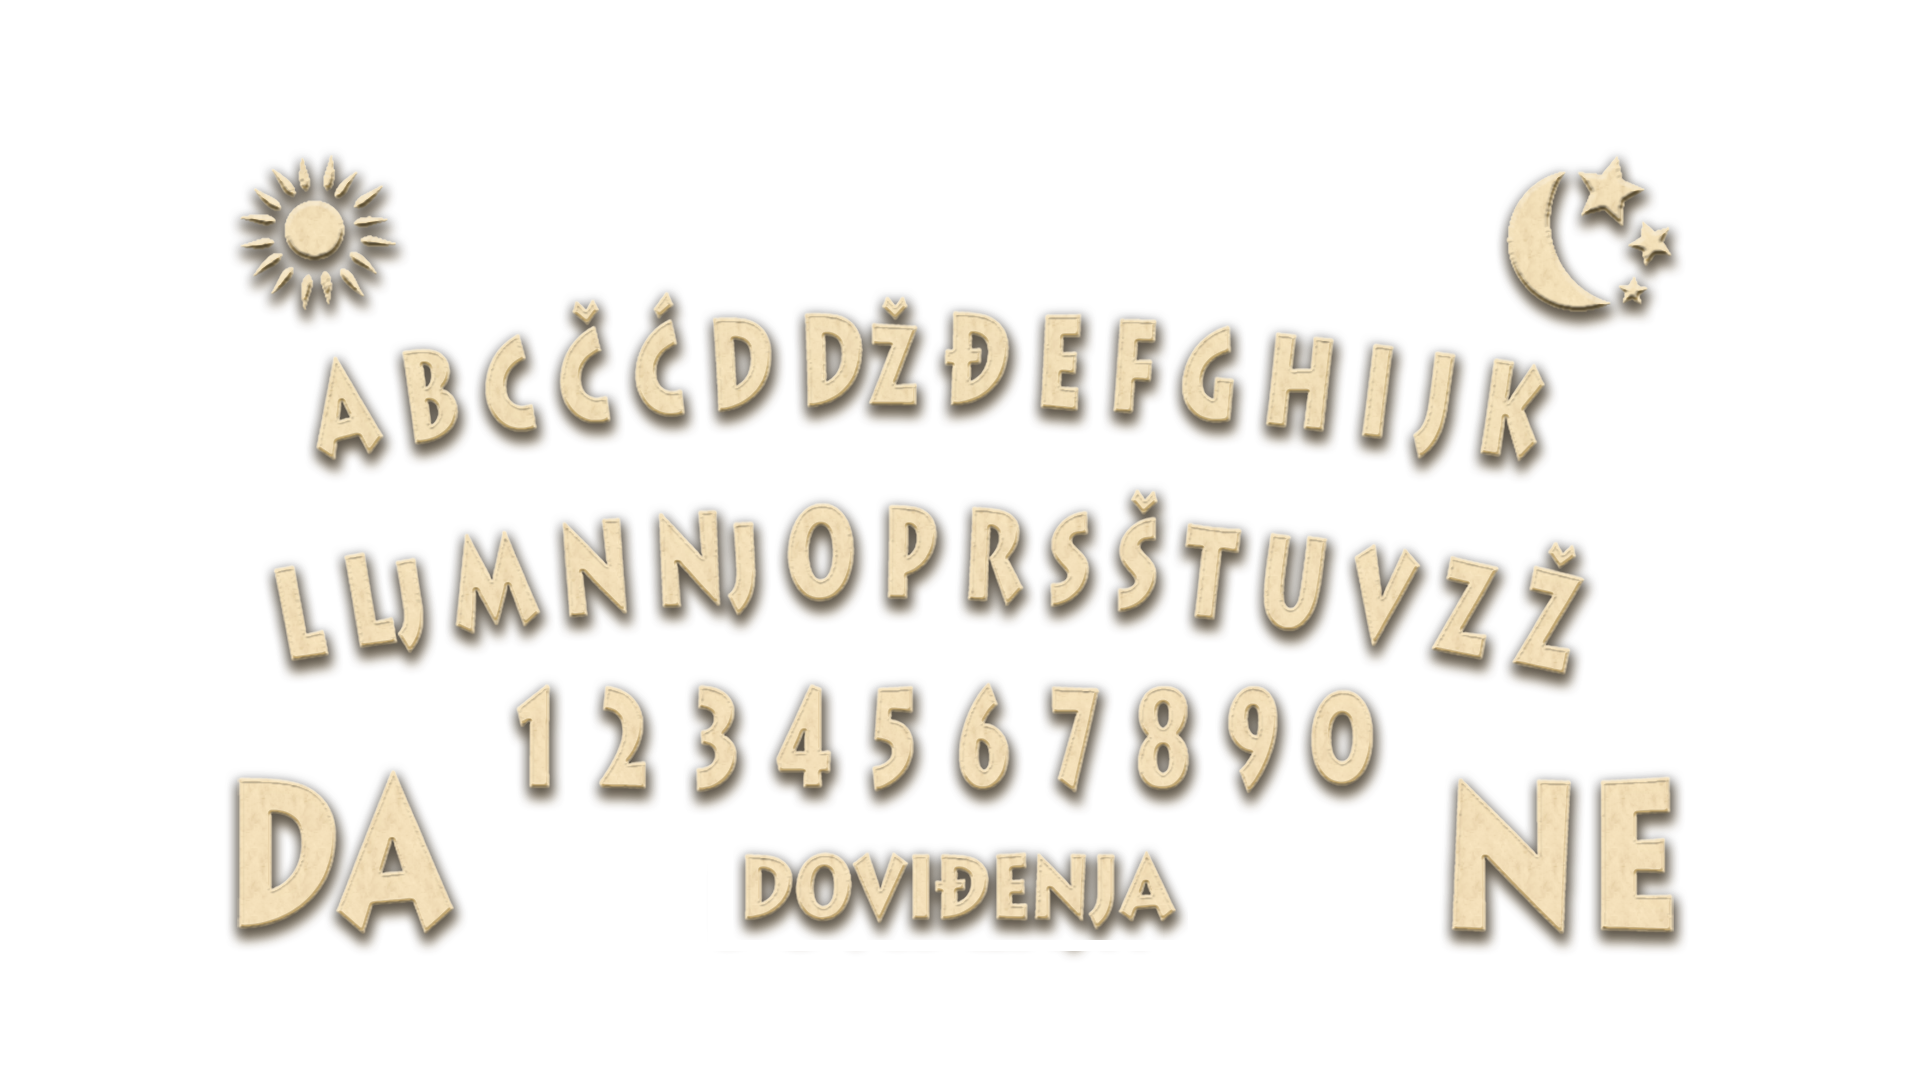 A B C Č Ć D DŽ Đ E F G H I J K
L LJ M N NJ O P R S Š T U V Z Ž
1 2 3 4 5 6 7 8 9 0
DA NE
DOVIĐENJA